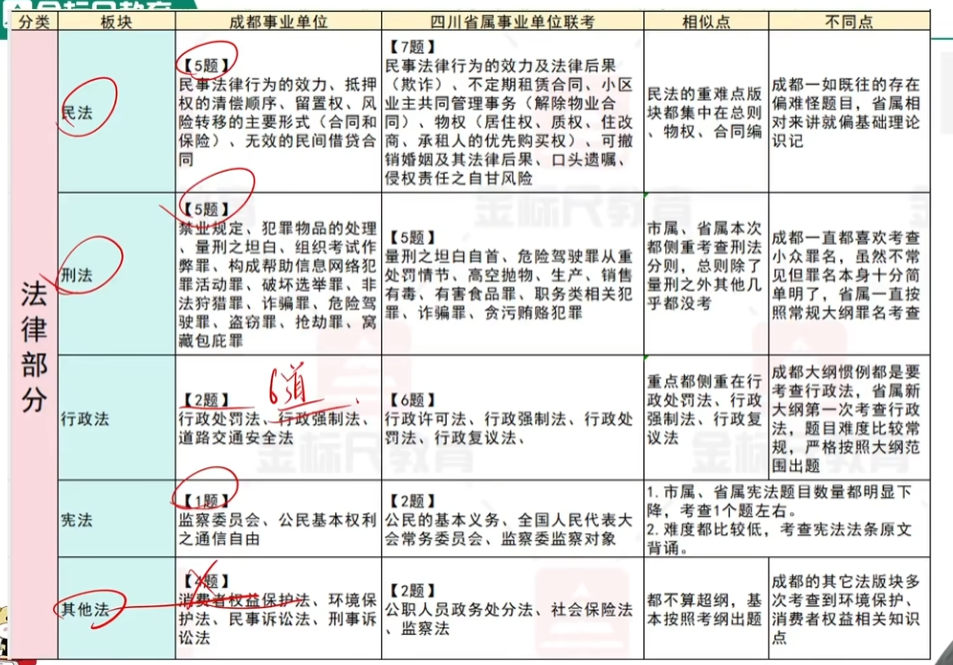 金标尺教育
分类 板块 成都事业单位 四川省属事业单位联考 相似点 不同点
法律部分
民法
【5题】
民事法律行为的效力、抵押
权的清偿顺序、留置权、风
险转移的主要形式（合同和
保险）、无效的民间借贷合
同
【7题】
民事法律行为的效力及法律后果
（欺诈）、不定期租赁合同、小区
业主共同管理事务（解除物业合
同）、物权（居住权、质权、住改
商、承租人的优先购买权）、可撤
销婚姻及其法律后果、口头遗嘱、
侵权责任之自甘风险
民法的重难点版
块都集中在总则
、物权、合同编
成都一如既往的存在
偏难怪题目，省属相
对来讲就偏基础理论
识记
刑法
【5题】
禁业规定、犯罪物品的处理
、量刑之坦白、组织考试作
弊罪、构成帮助信息网络犯
罪活动罪、破坏选举罪、非
法狩猎罪、诈骗罪、危险驾
驶罪、盗窃罪、抢劫罪、窝
藏包庇罪
【5题】
量刑之坦白自首、危险驾驶罪从重
处罚情节、高空抛物、生产、销售
有毒、有害食品罪、职务类相关犯
罪、诈骗罪、贪污贿赂犯罪
市属、省属本次
都侧重考查刑法
分则，总则除了
量刑之外其他几
乎都没考
成都一直都喜欢考查
小众罪名，虽然不常
见但罪名本身十分简
单明了，省属一直按
照常规大纲罪名考查
行政法
【2题】
6道
行政处罚法、行政强制法、
道路交通安全法
【6题】
行政许可法、行政强制法、行政处
罚法、行政复议法、
重点都侧重在行
政处罚法、行政
强制法、行政复
议法
成都大纲惯例都是要
考查行政法，省属新
大纲第一次考查行政
法，题目难度比较常
规，严格按照大纲范
围出题
宪法
【1题】
监察委员会、公民基本权利
之通信自由
【2题】
公民的基本义务、全国人民代表大
会常务委员会、监察委监察对象
1.市属、省属宪法题目数量都明显下
降，考查1个题左右。
2.难度都比较低，考查宪法法条原文
背诵。
其他法
【4题】
消费者权益保护法、环境保
护法、民事诉讼法、刑事诉
讼法
【2题】
公职人员政务处分法、社会保险法
、监察法
都不算超纲，基
本按照考纲出题
成都的其它法版块多
次考查到环境保护、
消费者权益相关知识
点
金标尺教育
金标尺教育
金标尺教育